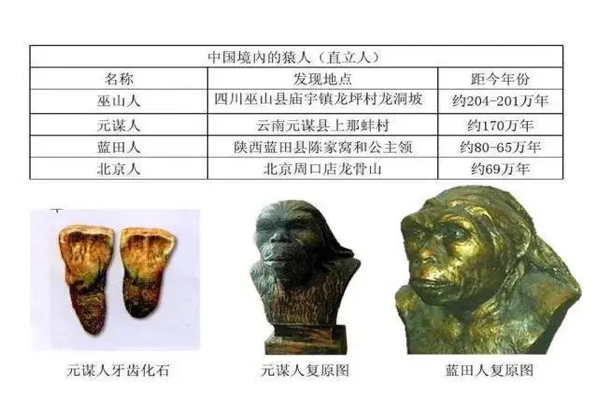 中国境内的猿人（直立人）
名称 发现地点 距今年份
巫山人 四川巫山县庙宇镇龙坪村龙洞坡 约204-201万年
元谋人 云南元谋县上那蚌村 约170万年
蓝田人 陕西蓝田县陈家窝和公主领 约80-65万年
北京人 北京周口店龙骨山 约69万年
元谋人牙齿化石 元谋人复原图 蓝田人复原图